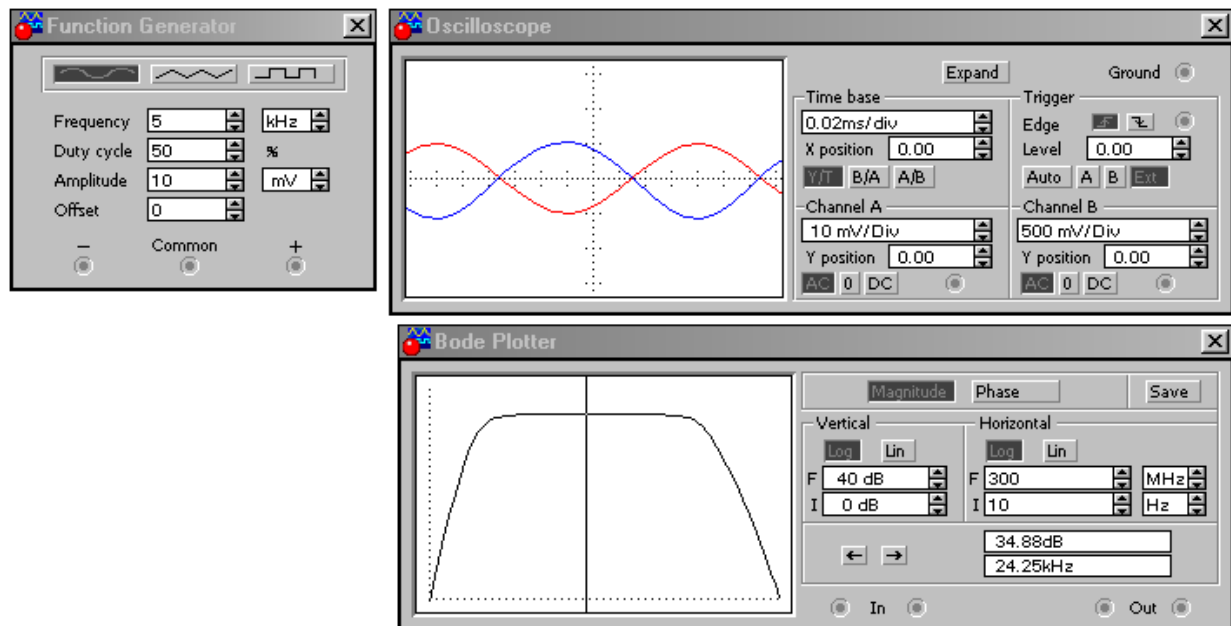 Function Generator
Frequency 5 kHz
Duty cycle 50 %
Amplitude 10 mV
Offset 0
− Common +
Oscilloscope
Expand Ground
Time base
0.02ms/div
X position 0.00
Y/T B/A A/B
Trigger
Edge
Level 0.00
Auto A B Ext
Channel A
10 mV/Div
Y position 0.00
AC 0 DC
Channel B
500 mV/Div
Y position 0.00
AC 0 DC
Bode Plotter
Magnitude Phase Save
Vertical
Log Lin
F 40 dB
I 0 dB
Horizontal
Log Lin
F 300 MHz
I 10 Hz
← →
34.88dB
24.25kHz
In Out